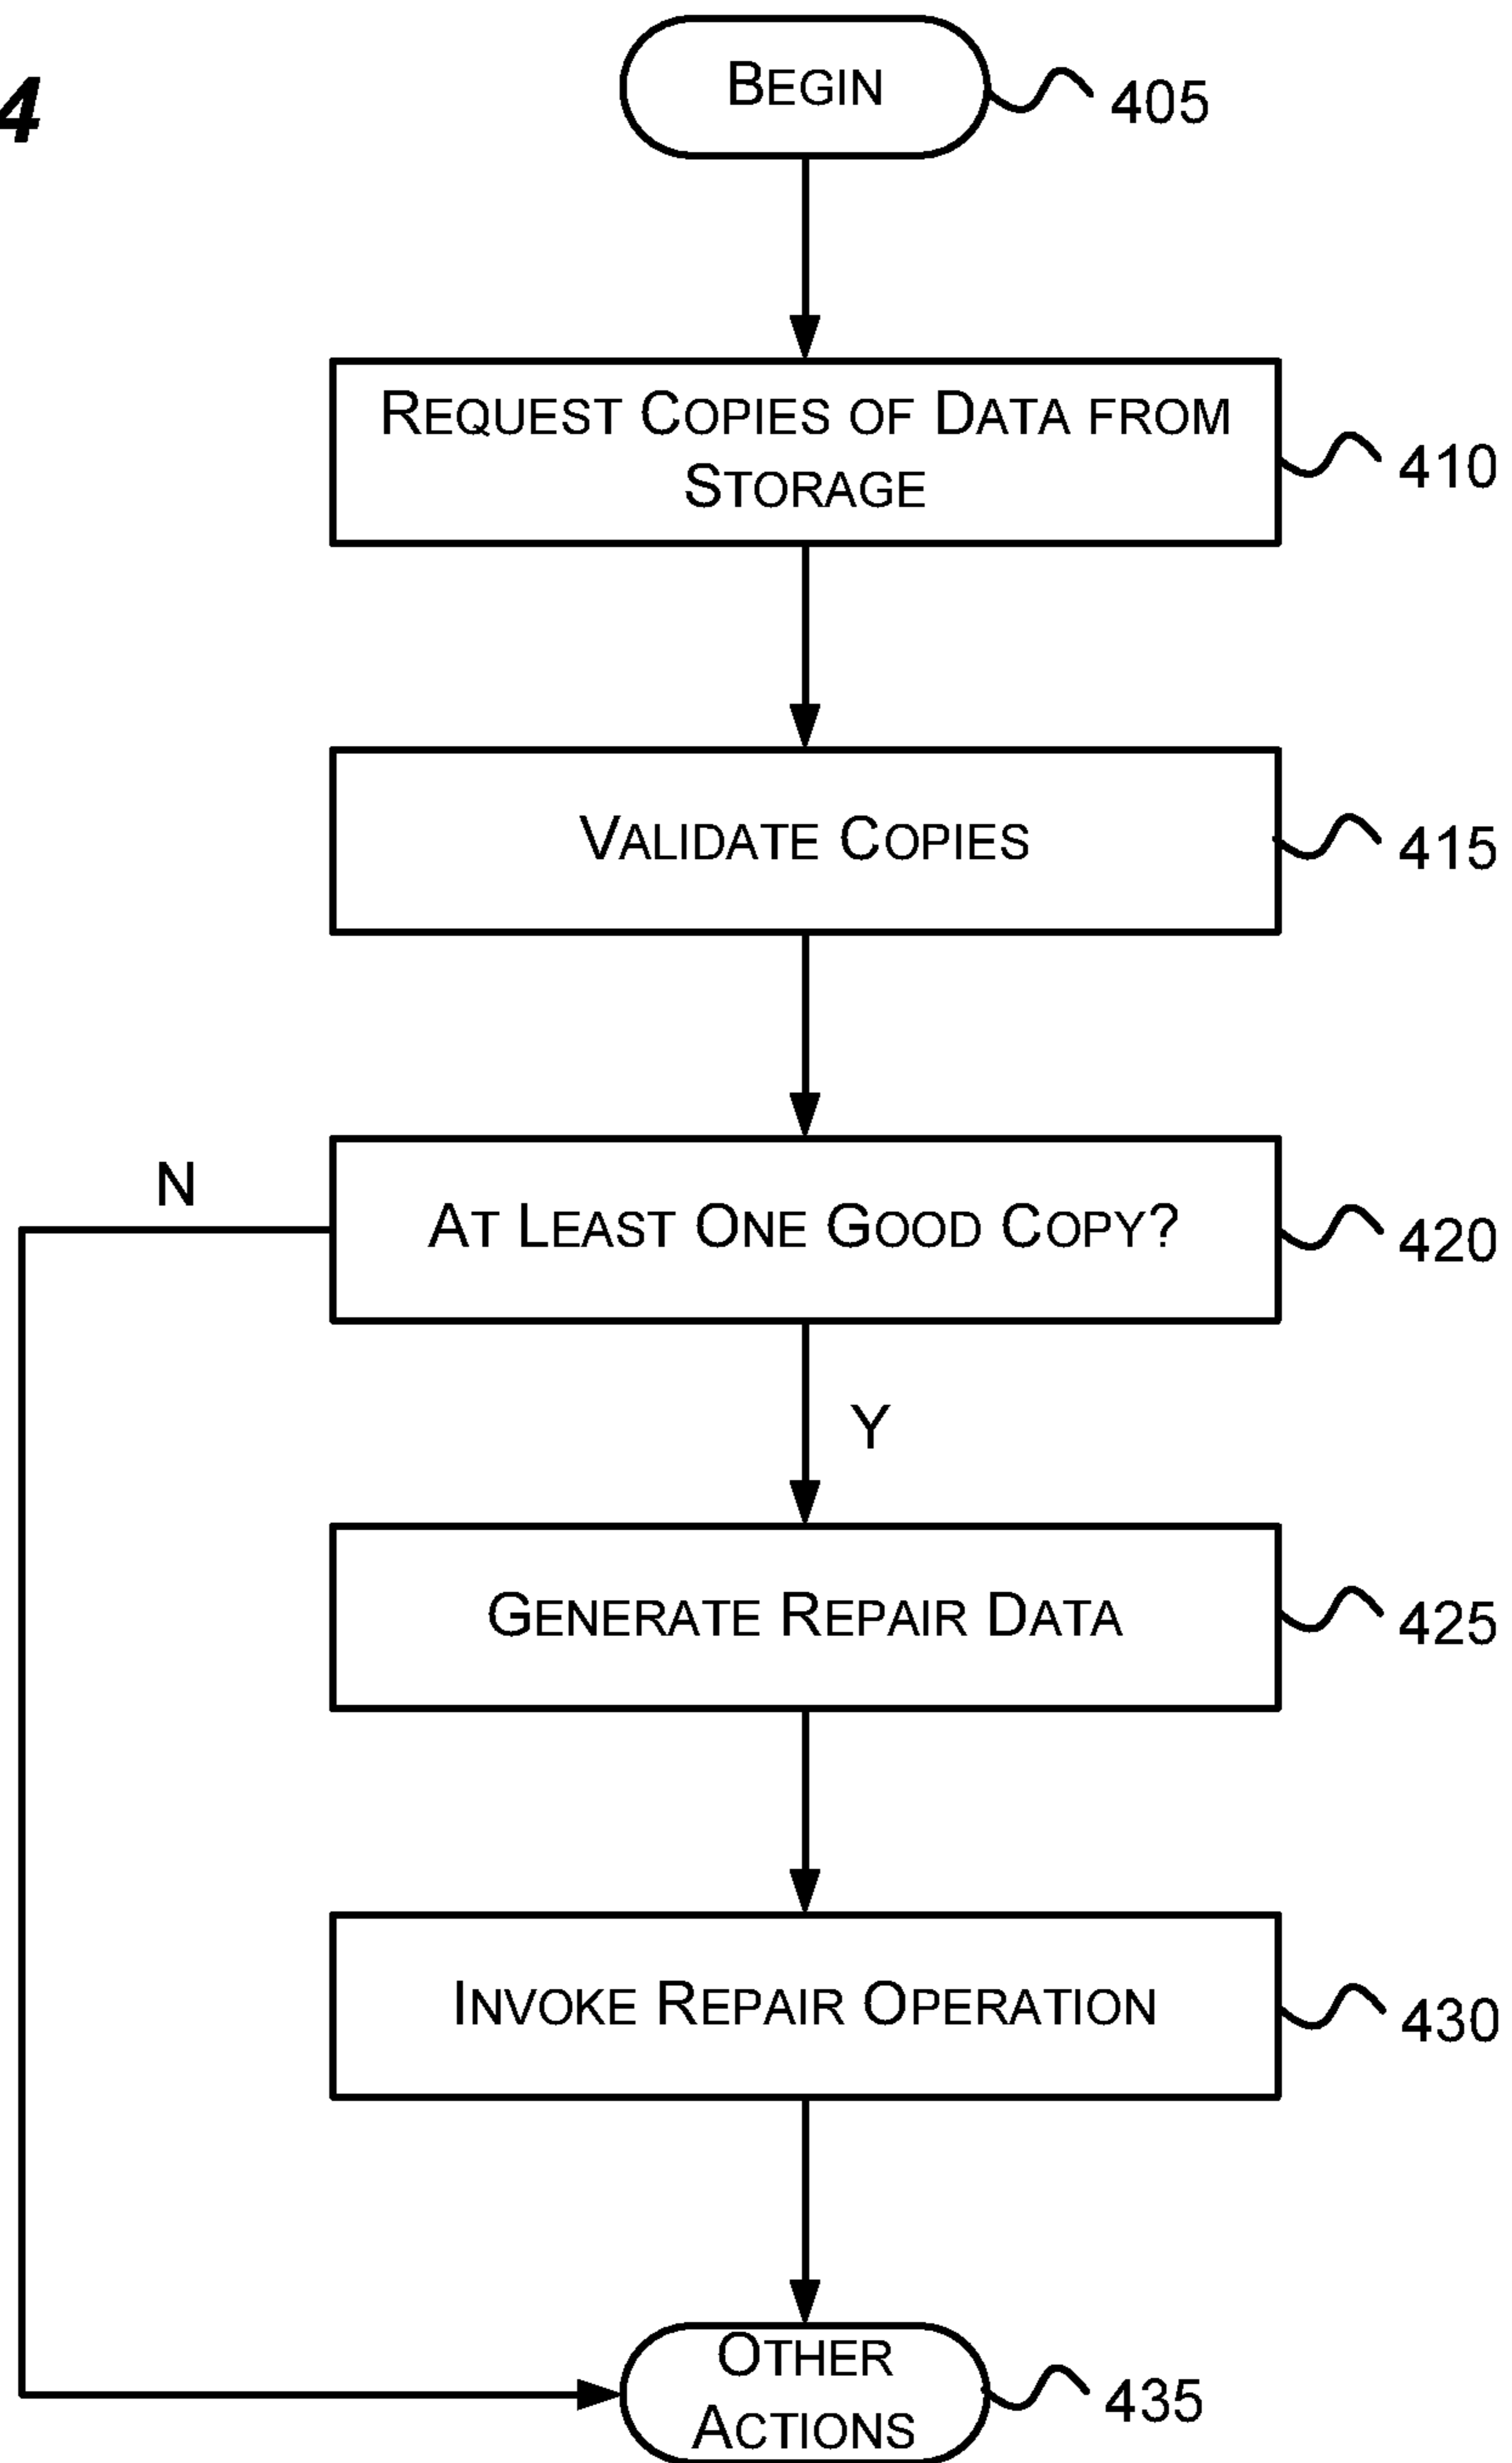 4
BEGIN
405
REQUEST COPIES OF DATA FROM
STORAGE
410
VALIDATE COPIES
415
N
AT LEAST ONE GOOD COPY?
420
Y
GENERATE REPAIR DATA
425
INVOKE REPAIR OPERATION
430
OTHER
ACTIONS
435